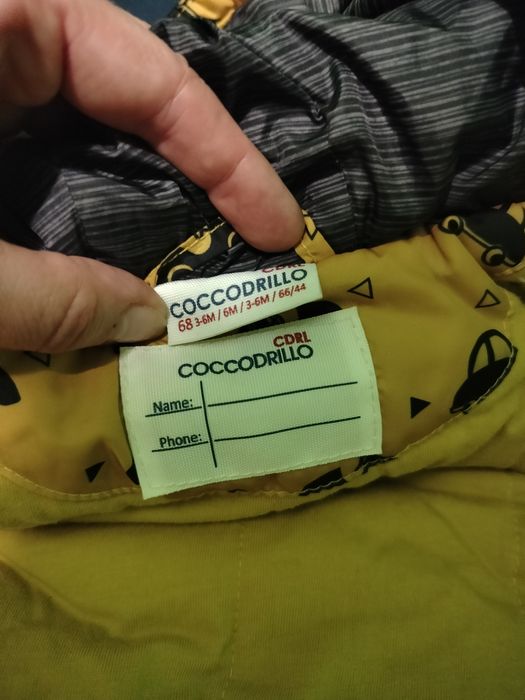 CDRL
COCCODRILLO
68 3-6M / 6M / 3-6M / 66/44
CDRL
COCCODRILLO
Name:
Phone: